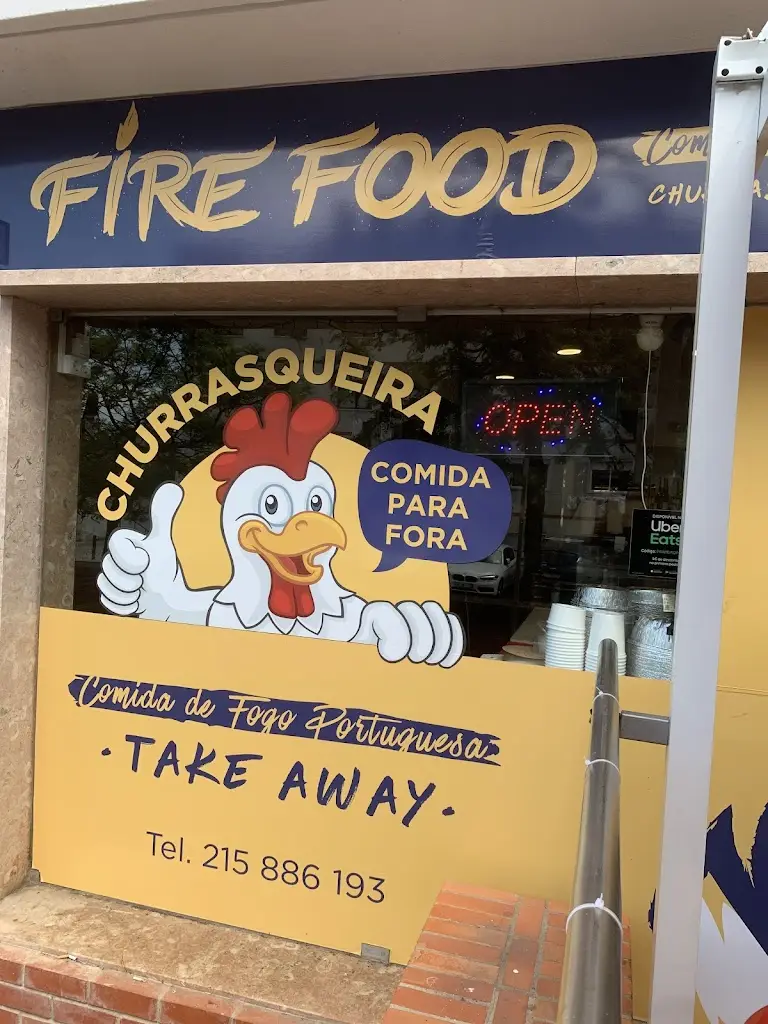 FIRE FOOD
CHURRASQUEIRA
OPEN
COMIDA
PARA
FORA
Uber
Eats
Comida de Fogo Portuguesa
• TAKE AWAY •
Tel. 215 886 193